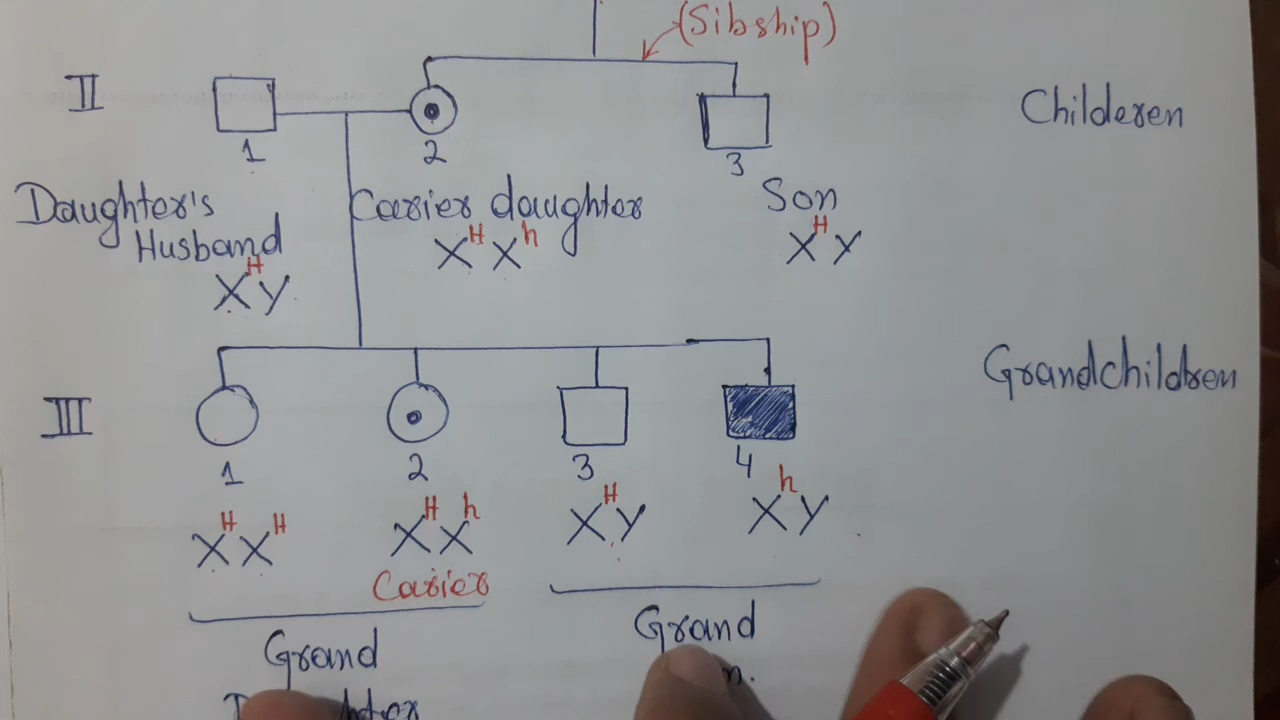 (Sibship)
II
1
2
3
Childeren
Daughter's
Husband
X^H Y
Carier daughter
X^H X^h
Son
X^H Y
Grandchildren
III
1
2
3
4
X^H X^H
X^H X^h
X^H Y
X^h Y
Carier
Grand
Grand